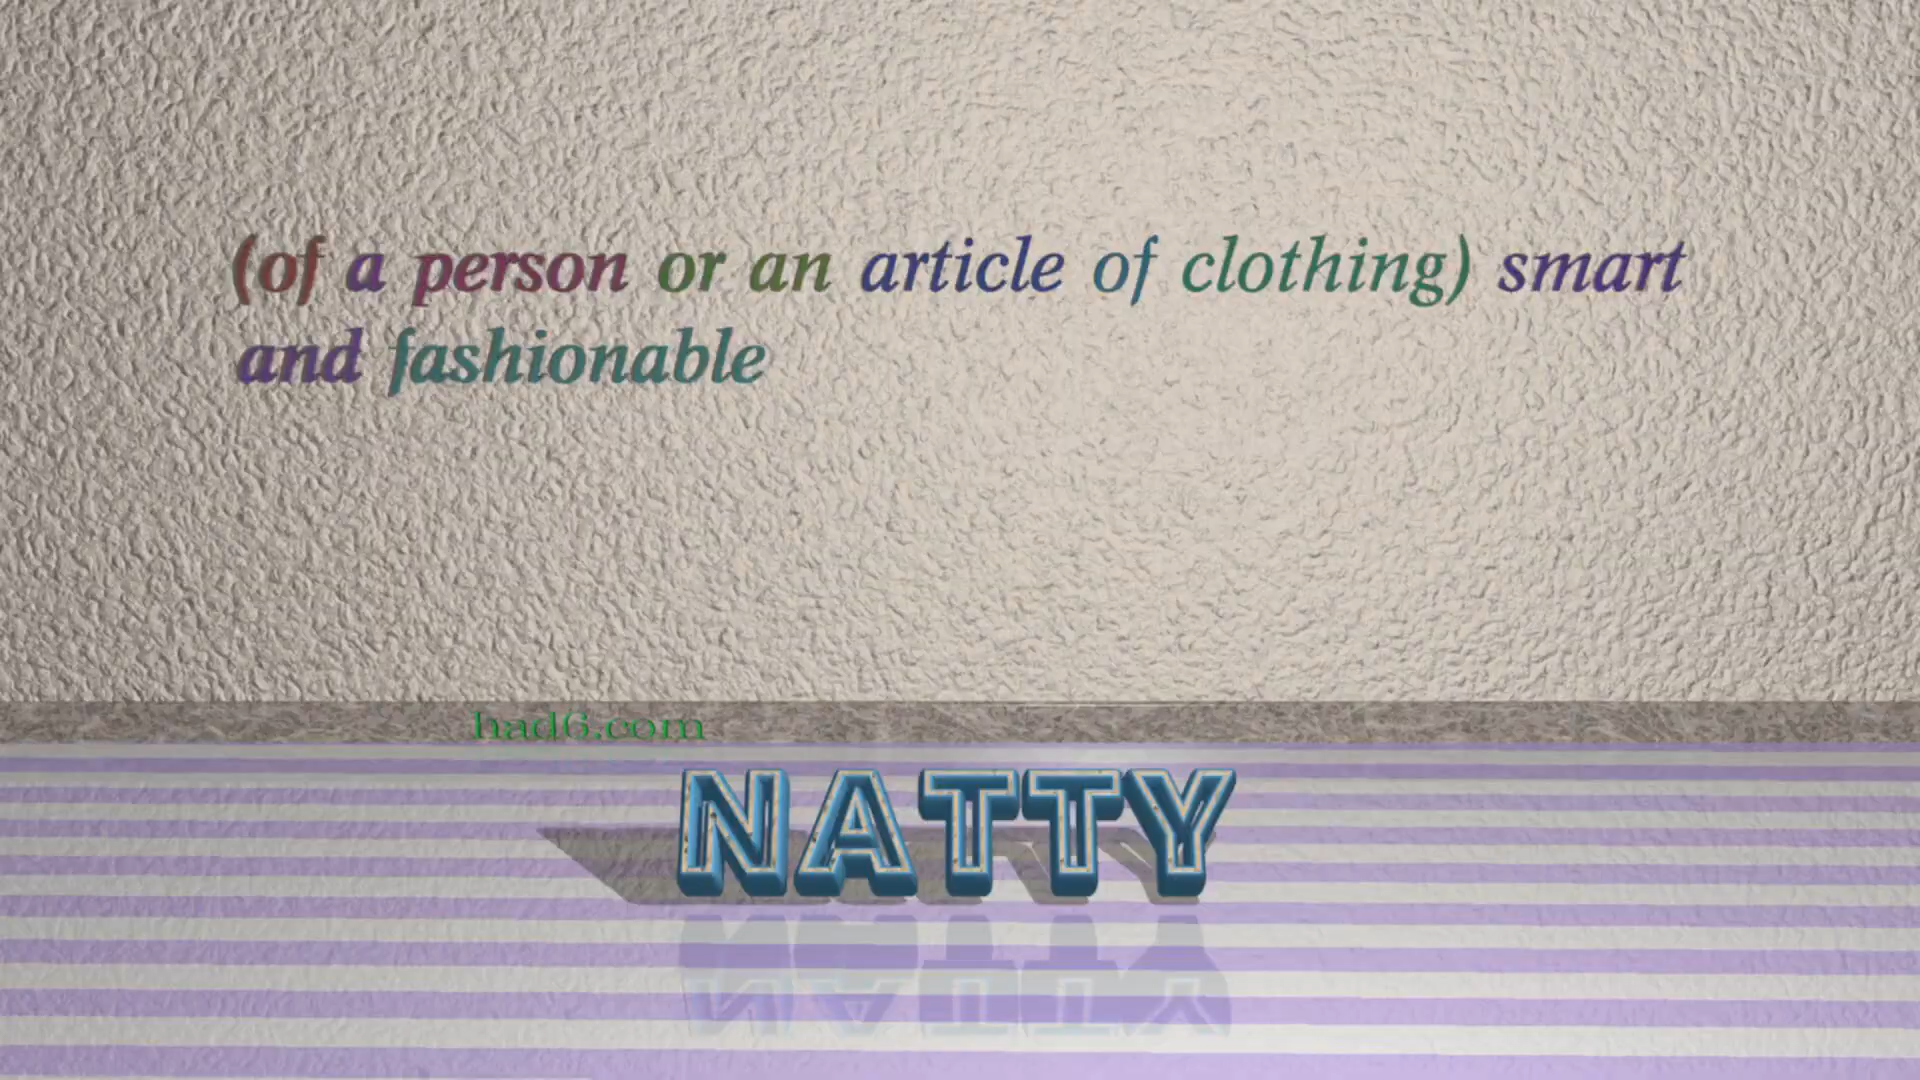 (of a person or an article of clothing) smart
and fashionable
had6.com
NATTY